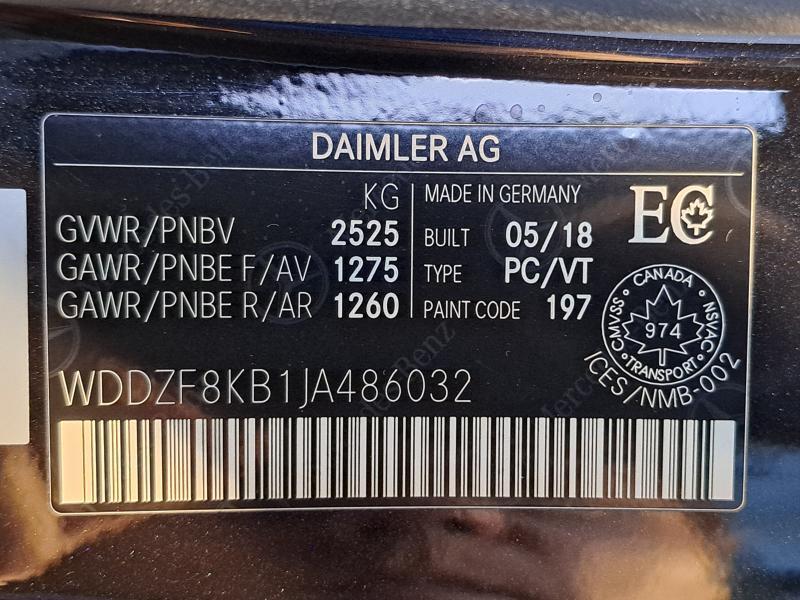 DAIMLER AG
KG
GVWR/PNBV 2525
GAWR/PNBE F/AV 1275
GAWR/PNBE R/AR 1260
MADE IN GERMANY
BUILT 05/18
TYPE PC/VT
PAINT CODE 197
EC
CANADA
CMVSS 974 NSVAC
TRANSPORT
ICES/NMB-002
WDDZF8KB1JA486032